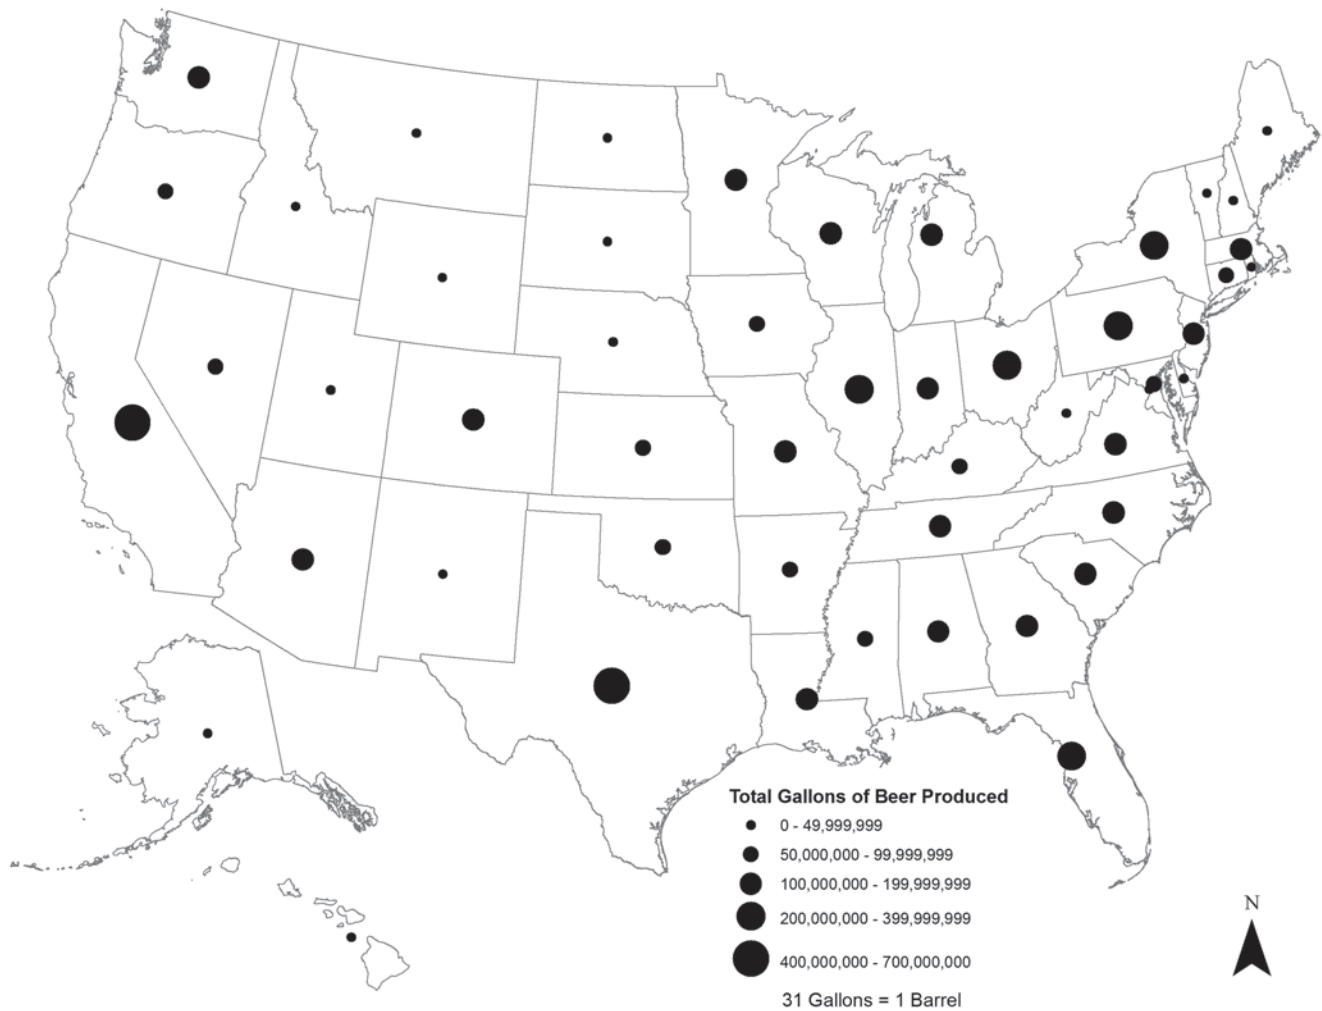 Total Gallons of Beer Produced
0 - 49,999,999
50,000,000 - 99,999,999
100,000,000 - 199,999,999
200,000,000 - 399,999,999
400,000,000 - 700,000,000
31 Gallons = 1 Barrel
N